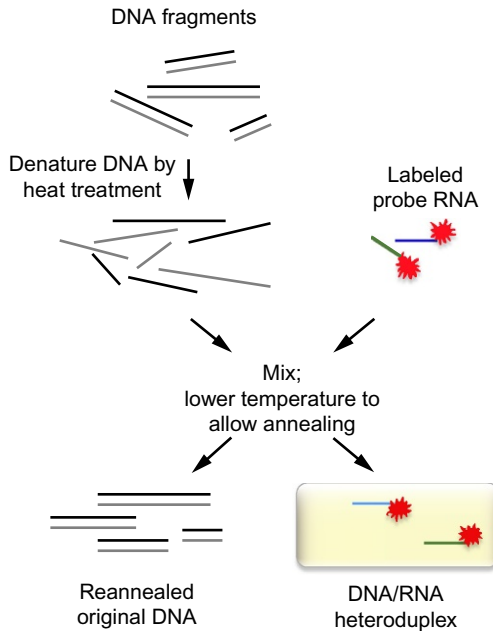 DNA fragments
Denature DNA by
heat treatment
Labeled
probe RNA
Mix;
lower temperature to
allow annealing
Reannealed
original DNA
DNA/RNA
heteroduplex